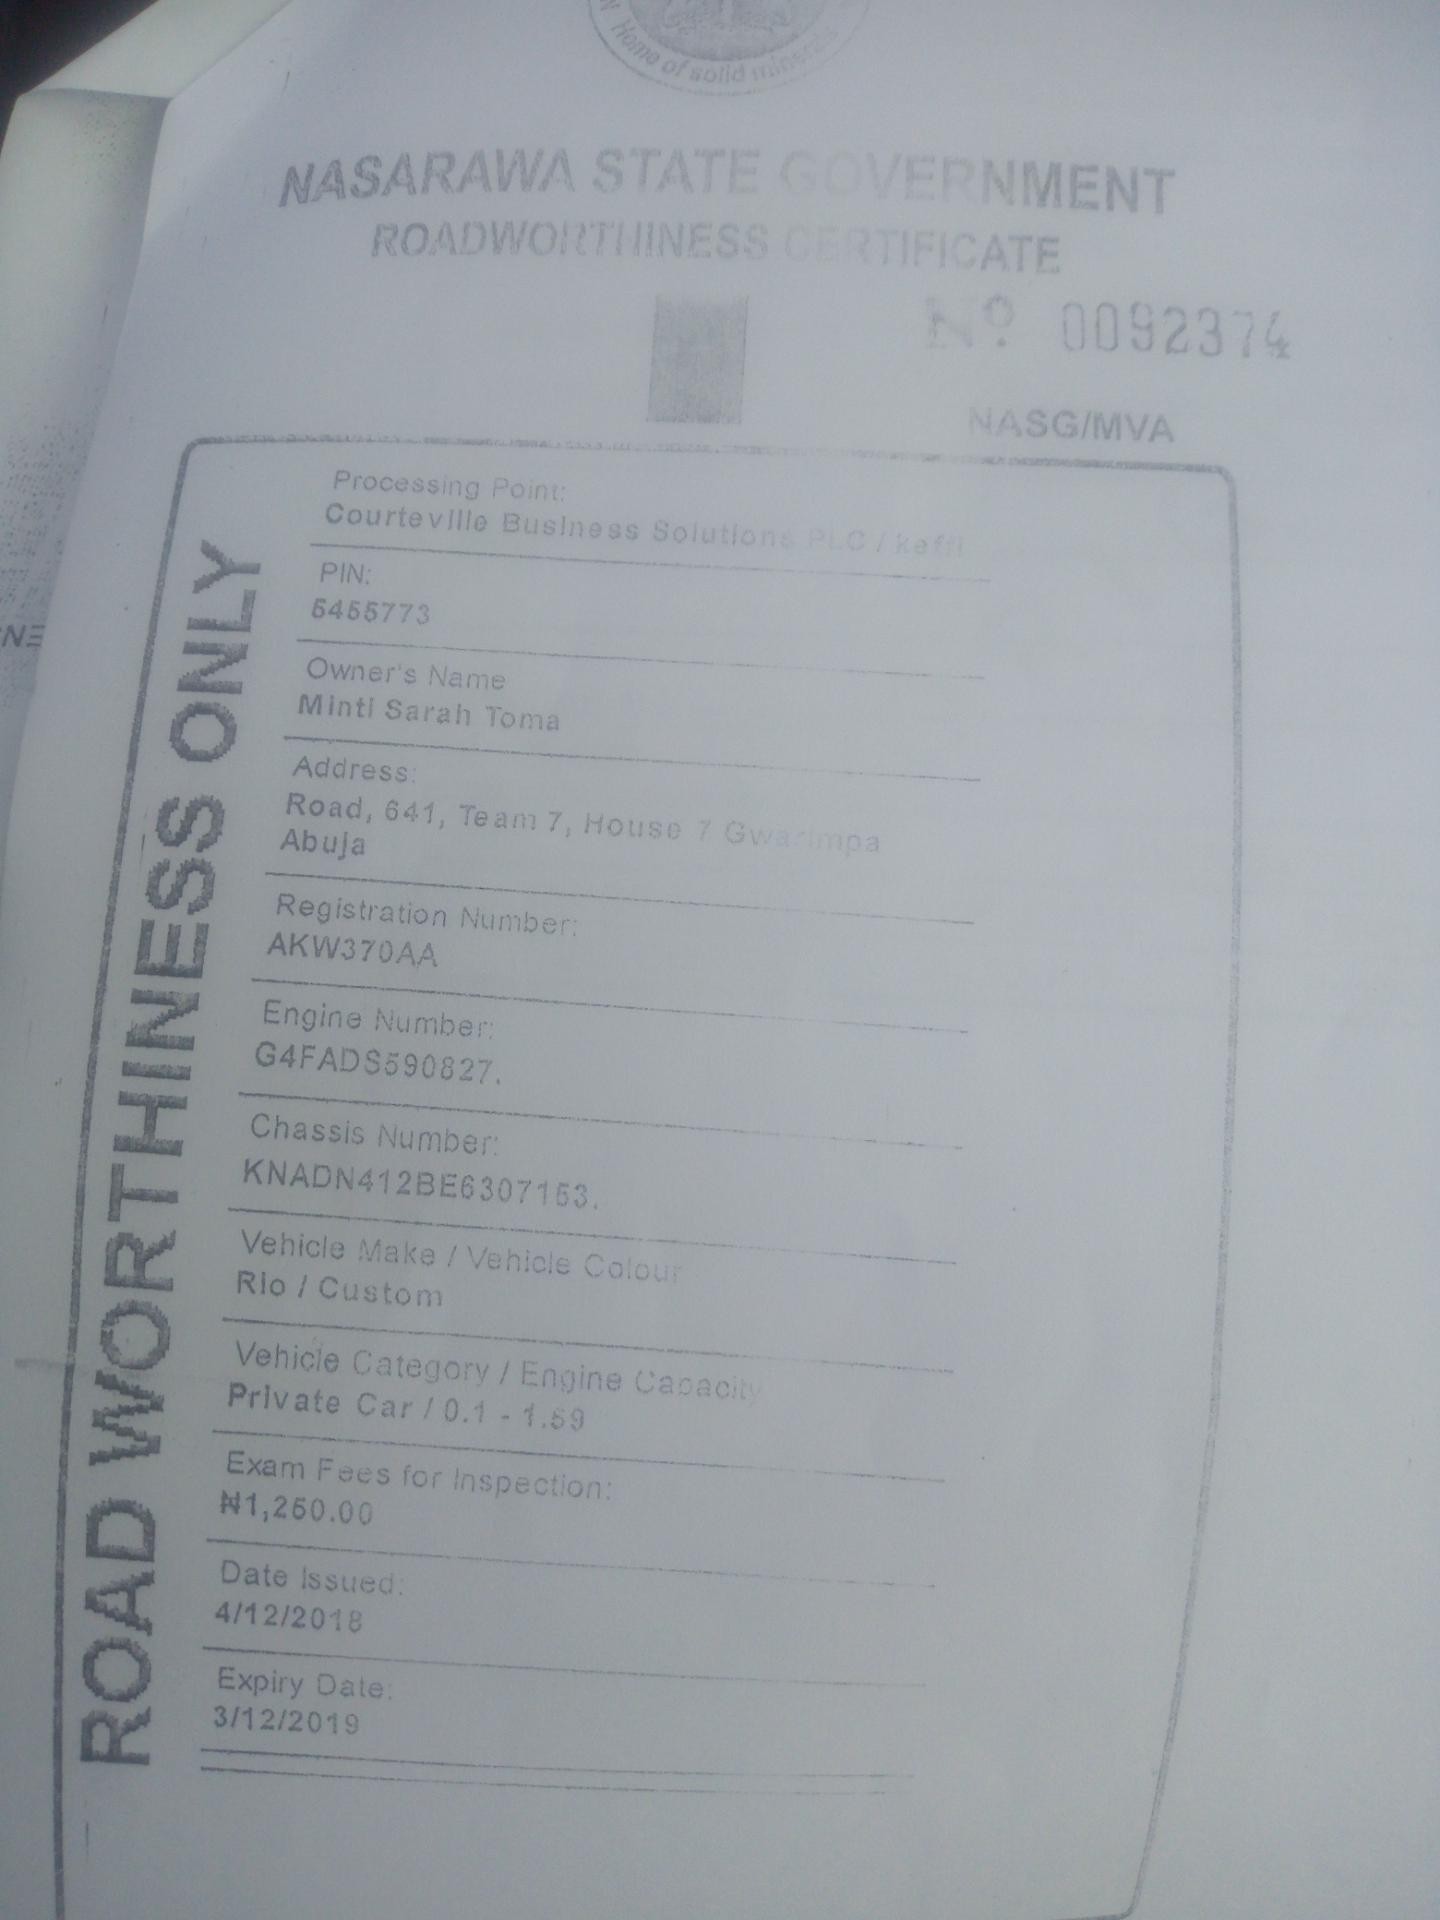 Home of solid minerals
NASARAWA STATE GOVERNMENT
ROADWORTHINESS CERTIFICATE
Nº 0092374
NASG/MVA
ROAD WORTHINESS ONLY
Processing Point:
Courteville Business Solutions PLC / keffi
PIN:
5455773
Owner's Name
Minti Sarah Toma
Address:
Road, 641, Team 7, House 7 Gwarimpa
Abuja
Registration Number:
AKW370AA
Engine Number:
G4FADS590827.
Chassis Number:
KNADN412BE6307153.
Vehicle Make / Vehicle Colour
Rio / Custom
Vehicle Category / Engine Capacity
Private Car / 0.1 - 1.59
Exam Fees for Inspection:
₦1,250.00
Date Issued:
4/12/2018
Expiry Date:
3/12/2019